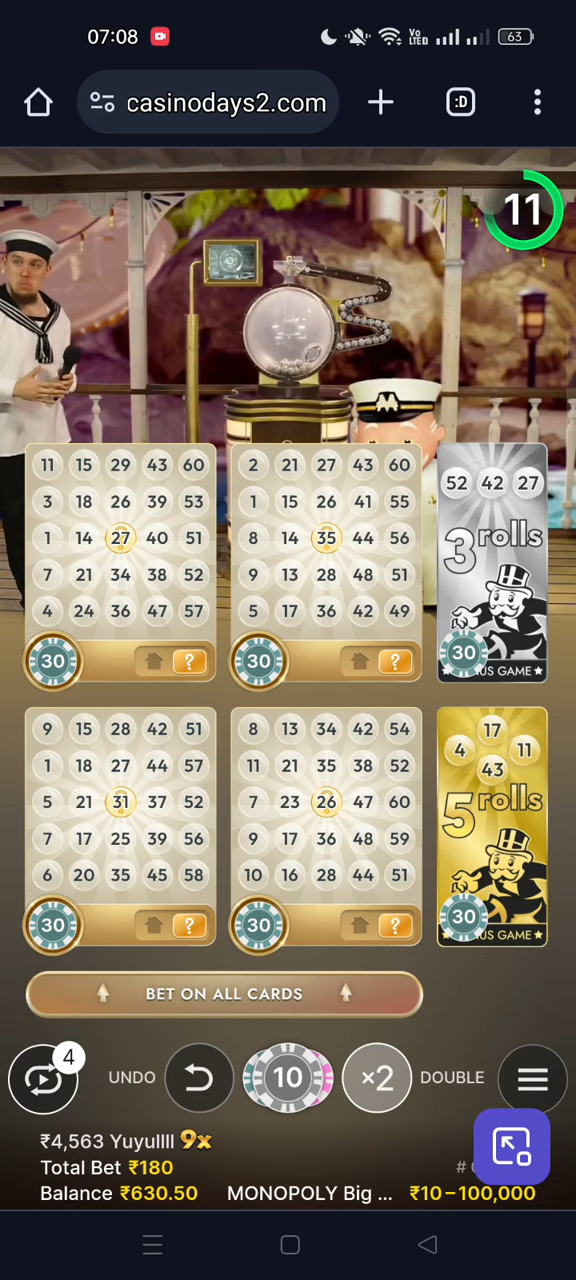 07:08
Vo LTED 63
casinodays2.com
:D
11
11 15 29 43 60
3 18 26 39 53
1 14 27 40 51
7 21 34 38 52
4 24 36 47 57
30 ?
2 21 27 43 60
1 15 26 41 55
8 14 35 44 56
9 13 28 48 51
5 17 36 42 49
30 ?
52 42 27
3 rolls
30
US GAME
9 15 28 42 51
1 18 27 44 57
5 21 31 37 52
7 17 25 39 56
6 20 35 45 58
30 ?
8 13 34 42 54
11 21 35 38 52
7 23 26 47 60
9 17 36 48 59
10 16 28 44 51
30 ?
17
4 11
43
5 rolls
30
US GAME
BET ON ALL CARDS
4
UNDO
10
×2
DOUBLE
₹4,563 Yuyullll 9x
Total Bet ₹180
#
Balance ₹630.50
MONOPOLY Big ... ₹10–100,000